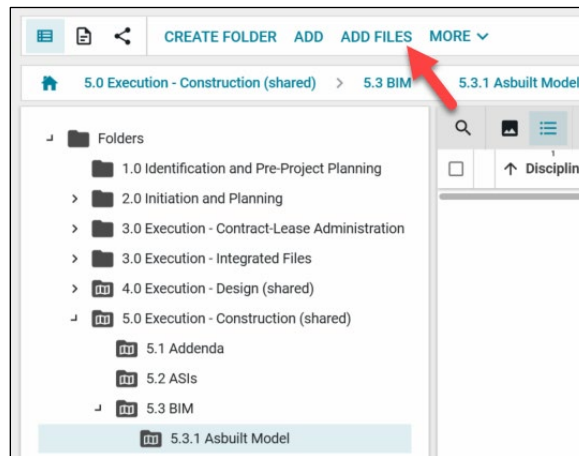 CREATE FOLDER ADD ADD FILES MORE
5.0 Execution - Construction (shared) > 5.3 BIM 5.3.1 Asbuilt Model
Folders
1.0 Identification and Pre-Project Planning
1
Disciplin
2.0 Initiation and Planning
3.0 Execution - Contract-Lease Administration
3.0 Execution - Integrated Files
4.0 Execution - Design (shared)
5.0 Execution - Construction (shared)
5.1 Addenda
5.2 ASIs
5.3 BIM
5.3.1 Asbuilt Model